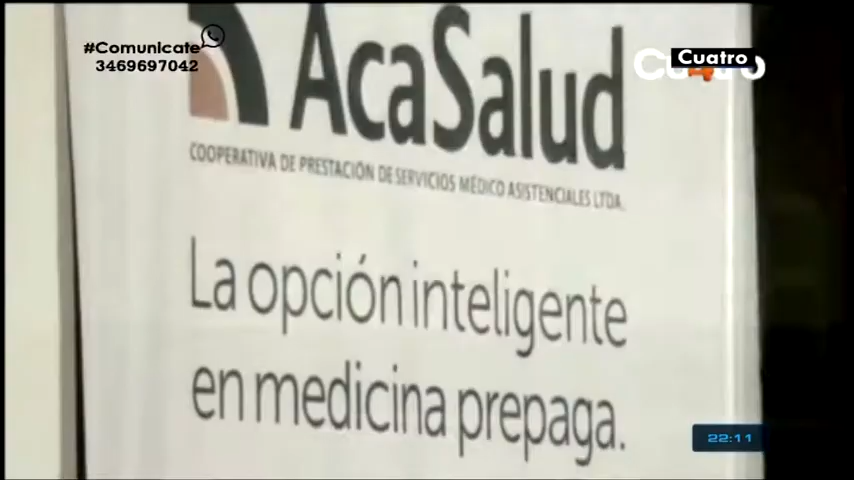 #Comunicate
3469697042
Cuatro
Cuatro
AcaSalud
COOPERATIVA DE PRESTACIÓN DE SERVICIOS MÉDICO ASISTENCIALES LTDA.
La opción inteligente
en medicina prepaga.
22:11